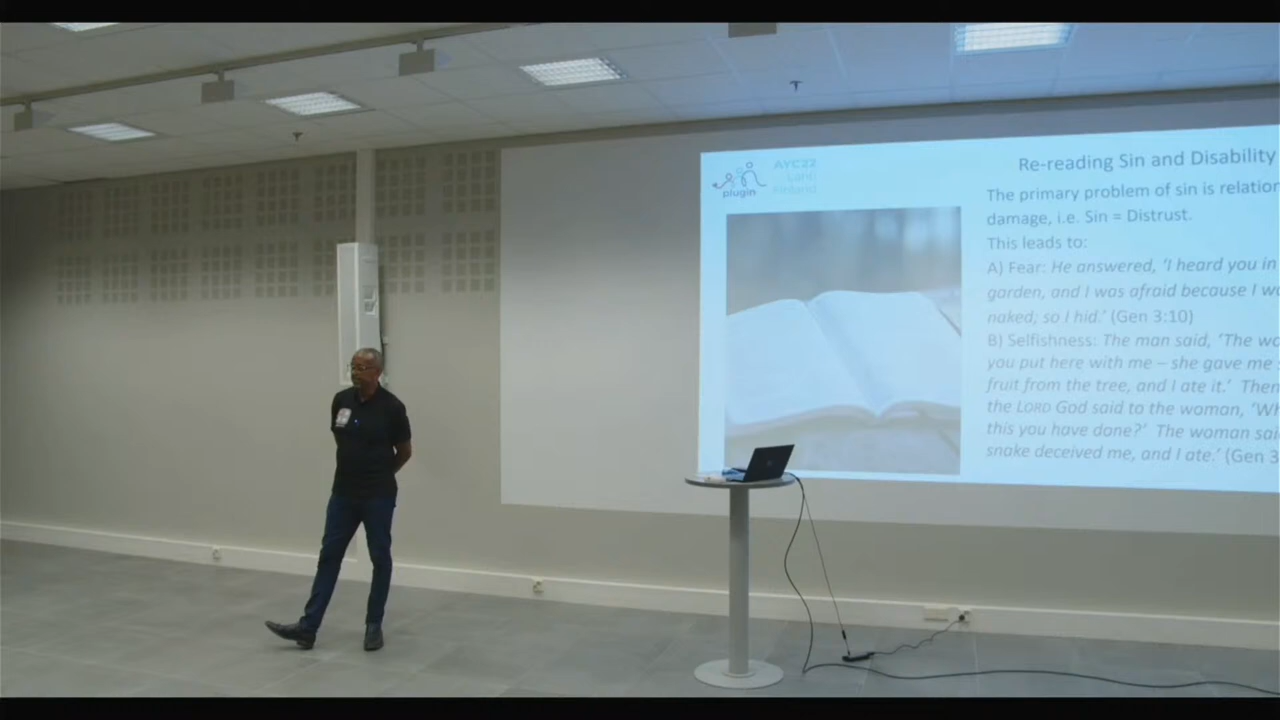 plugin
AYC22
Lahti
Finland
Re-reading Sin and Disability
The primary problem of sin is relation
damage, i.e. Sin = Distrust.
This leads to:
A) Fear: He answered, ‘I heard you in
garden, and I was afraid because I wa
naked; so I hid.’ (Gen 3:10)
B) Selfishness: The man said, ‘The wo
you put here with me – she gave me s
fruit from the tree, and I ate it.’ Then
the LORD God said to the woman, ‘Wh
this you have done?’ The woman said
snake deceived me, and I ate.’ (Gen 3